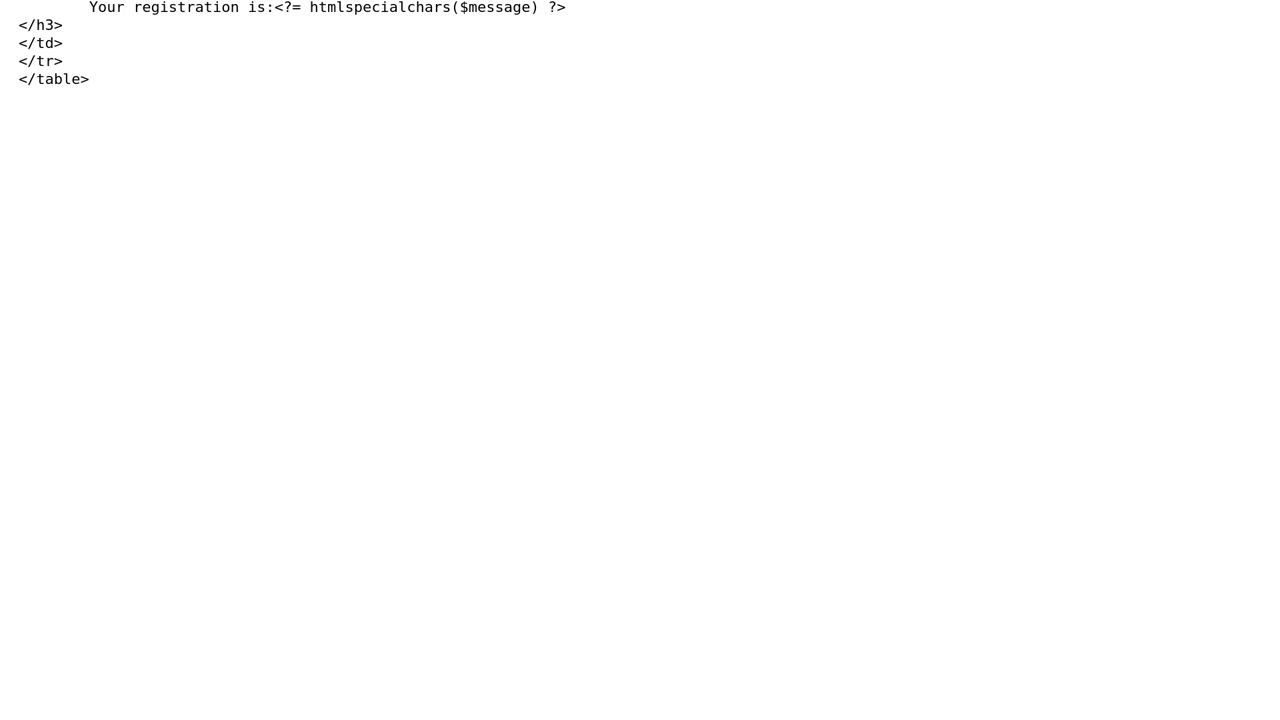 Your registration is:<?= htmlspecialchars($message) ?>
</h3>
</td>
</tr>
</table>